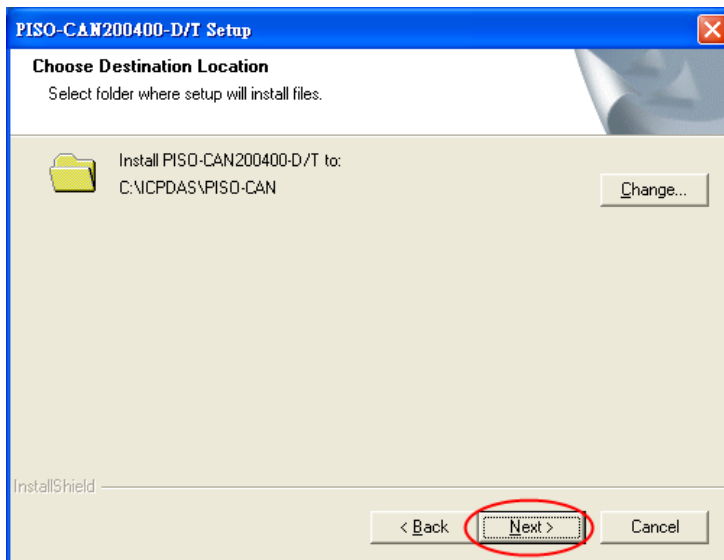 PISO-CAN200400-D/T Setup
Choose Destination Location
Select folder where setup will install files.
Install PISO-CAN200400-D/T to:
C:\ICPDAS\PISO-CAN
Change...
InstallShield
< Back
Next >
Cancel